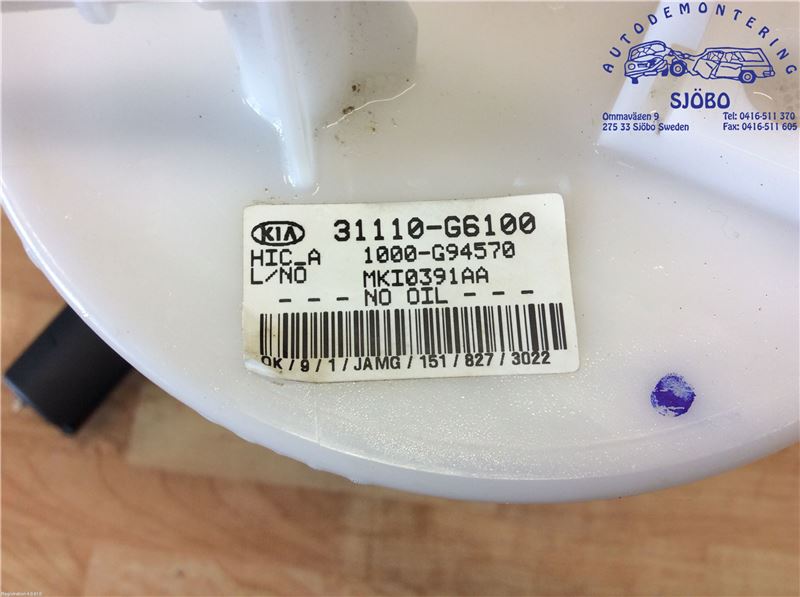 AUTODEMONTERING
SJÖBO
Ommavägen 9 Tel: 0416-511 370
275 33 Sjöbo Sweden Fax: 0416-511 605
KIA 31110-G6100
HIC_A 1000-G94570
L/NO MKI0391AA
- - - NO OIL - - -
OK/9/1/JAMG/151/827/3022